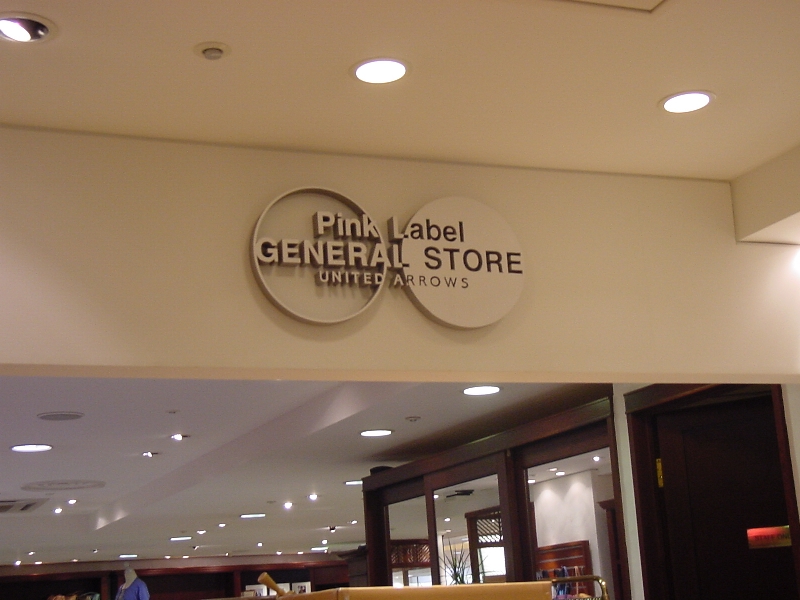 Pink Label
GENERAL STORE
UNITED ARROWS